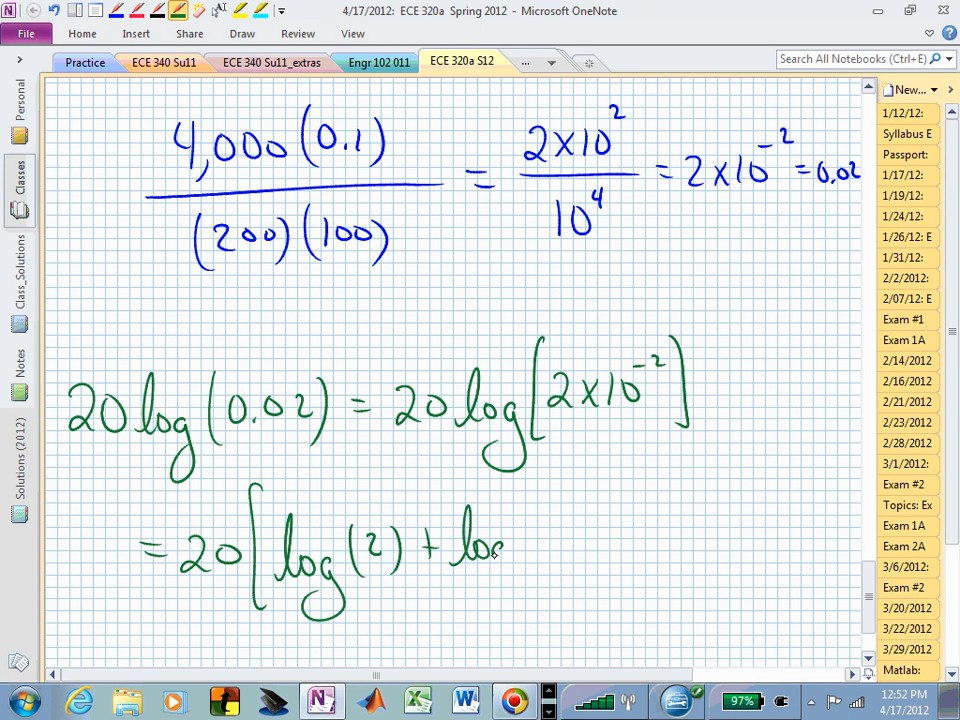 4/17/2012: ECE 320a Spring 2012 - Microsoft OneNote
File Home Insert Share Draw Review View
Practice ECE 340 Su11 ECE 340 Su11_extras Engr 102 011 ECE 320a S12 ... Search All Notebooks (Ctrl+E)
Personal
Classes
Class_Solutions
Notes
Solutions (2012)
4,000(0.1) / (200)(100) = 2×10^2 / 10^4 = 2×10^-2 = 0.02
20 log(0.02) = 20 log[2×10^-2]
= 20[log(2) + log
New...
1/12/12:
Syllabus E
Passport:
1/17/12:
1/19/12:
1/24/12:
1/26/12: E
1/31/12:
2/2/2012:
2/07/12: E
Exam #1
Exam 1A
2/14/2012
2/16/2012
2/21/2012
2/23/2012
2/28/2012
3/1/2012:
Exam #2
Topics: Ex
Exam 1A
Exam 2A
3/6/2012:
Exam #2
3/20/2012
3/22/2012
3/29/2012
Matlab:
97%
12:52 PM
4/17/2012